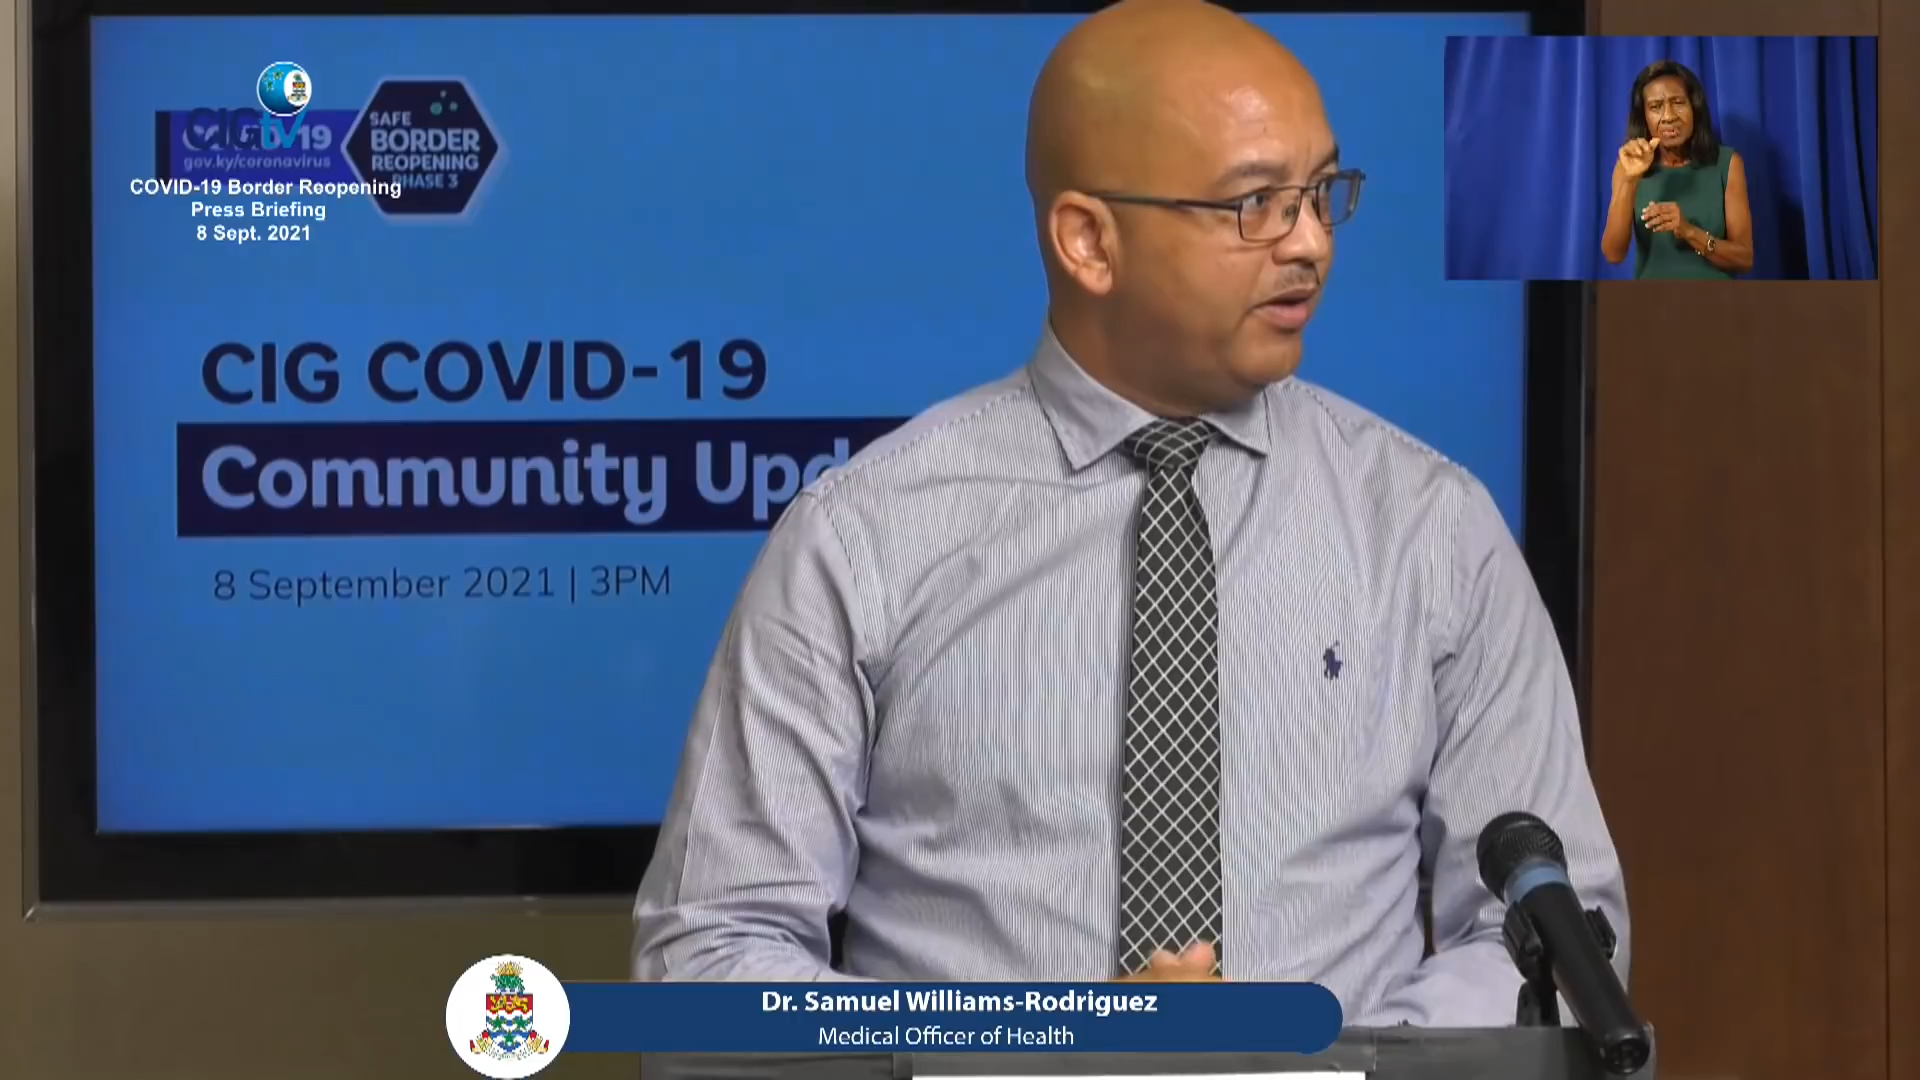 CIGtv
COVID-19
gov.ky/coronavirus
SAFE
BORDER
REOPENING
PHASE 3
COVID-19 Border Reopening
Press Briefing
8 Sept. 2021
CIG COVID-19
Community Upd
8 September 2021 | 3PM
Dr. Samuel Williams-Rodriguez
Medical Officer of Health